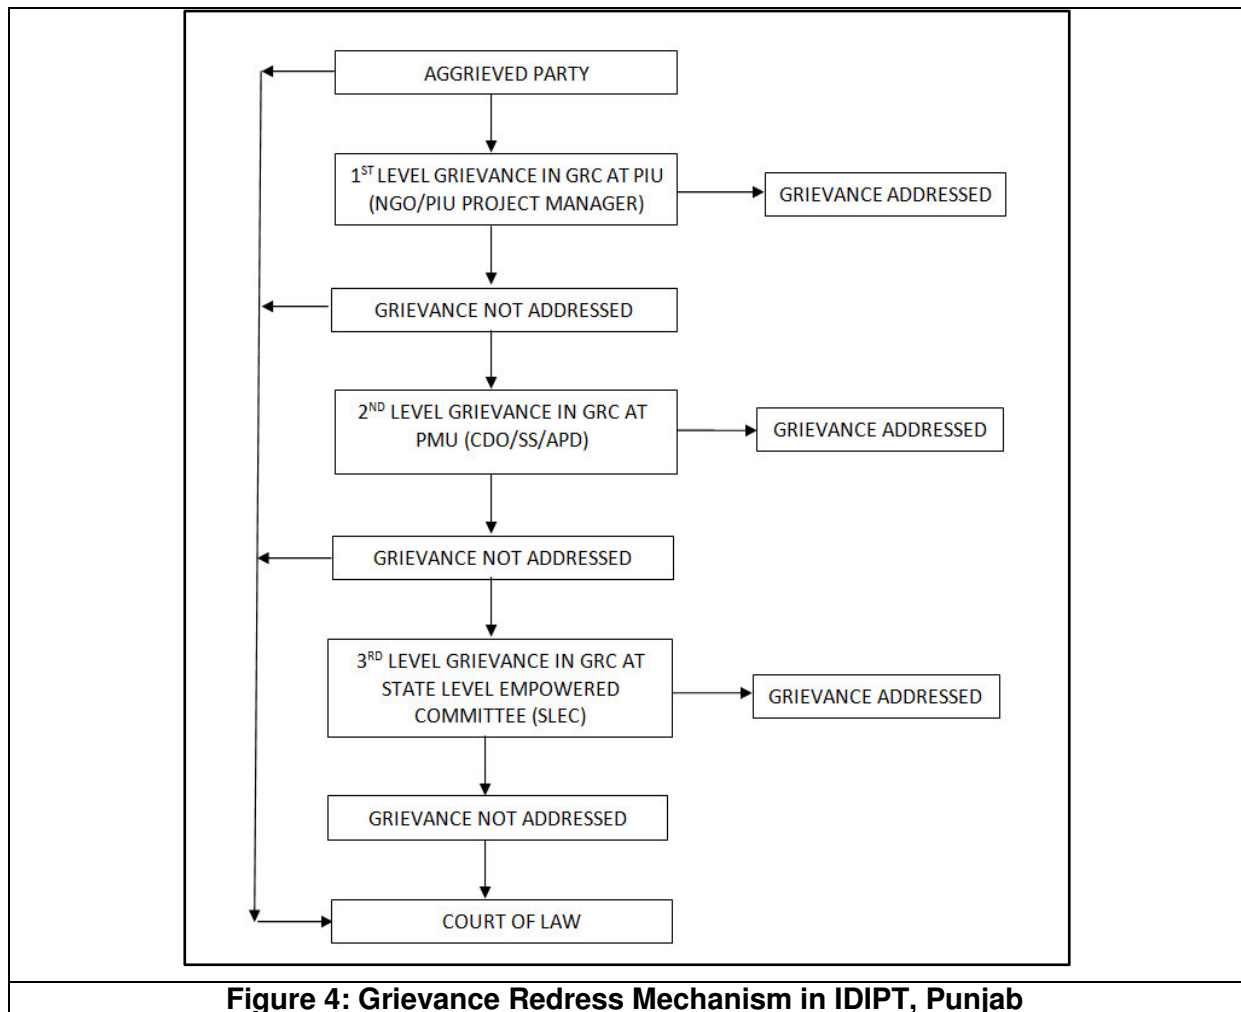 AGGRIEVED PARTY
1ST LEVEL GRIEVANCE IN GRC AT PIU
(NGO/PIU PROJECT MANAGER)
GRIEVANCE ADDRESSED
GRIEVANCE NOT ADDRESSED
2ND LEVEL GRIEVANCE IN GRC AT
PMU (CDO/SS/APD)
GRIEVANCE ADDRESSED
GRIEVANCE NOT ADDRESSED
3RD LEVEL GRIEVANCE IN GRC AT
STATE LEVEL EMPOWERED
COMMITTEE (SLEC)
GRIEVANCE ADDRESSED
GRIEVANCE NOT ADDRESSED
COURT OF LAW
Figure 4: Grievance Redress Mechanism in IDIPT, Punjab